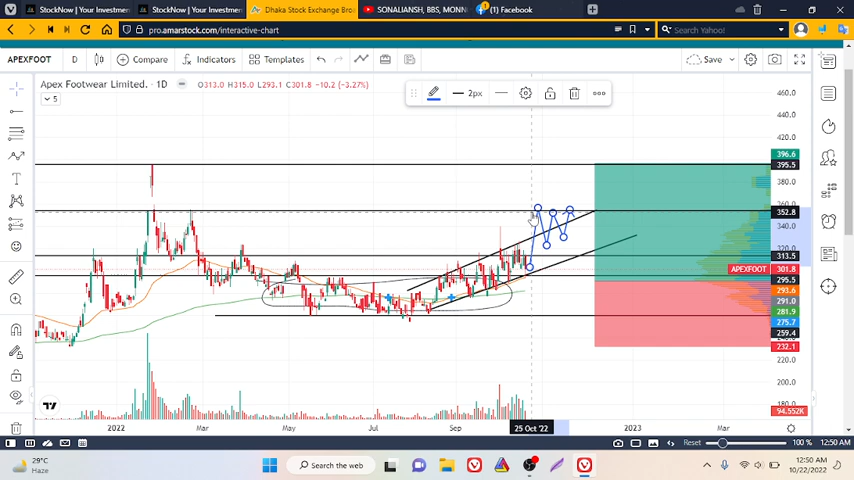 StockNow | Your Investmen
StockNow | Your Investmen
Dhaka Stock Exchange Bro
SONALIANSH, BBS, MONNO
Facebook
pro.amarstock.com/interactive-chart
Search Yahoo!
APEXFOOT
D
Compare
Indicators
Templates
Save
Apex Footwear Limited. · 1D
O313.0 H315.0 L293.1 C301.8 -10.2 (-3.27%)
5
2px
460.0
440.0
420.0
396.6
395.5
380.0
352.8
340.0
320.0
313.5
APEXFOOT 301.8
295.5
293.6
291.0
281.9
275.7
259.4
232.1
220.0
200.0
180.0
94.552K
2022
Mar
May
Jul
Sep
25 Oct '22
2023
Mar
Reset
100 %
12:50 AM
29°C
Haze
Search the web
12:50 AM
10/22/2022